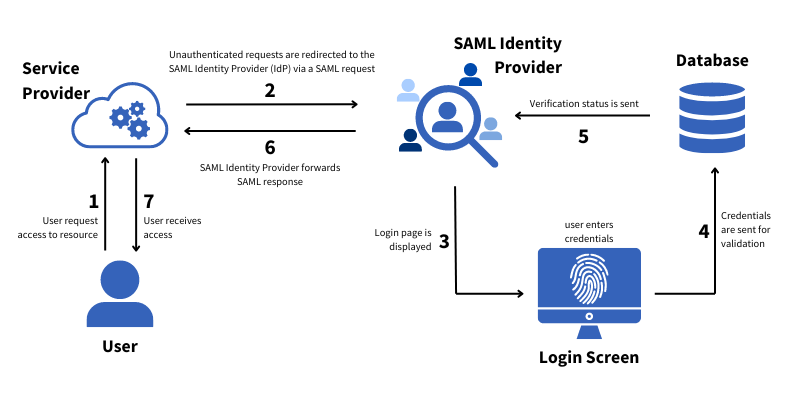 Service
Provider
Unauthenticated requests are redirected to the
SAML Identity Provider (IdP) via a SAML request
2
6
SAML Identity Provider forwards
SAML response
SAML Identity
Provider
Database
Verification status is sent
5
1
User request
access to resource
7
User receives
access
Login page is
displayed
3
user enters
credentials
4
Credentials
are sent for
validation
User
Login Screen